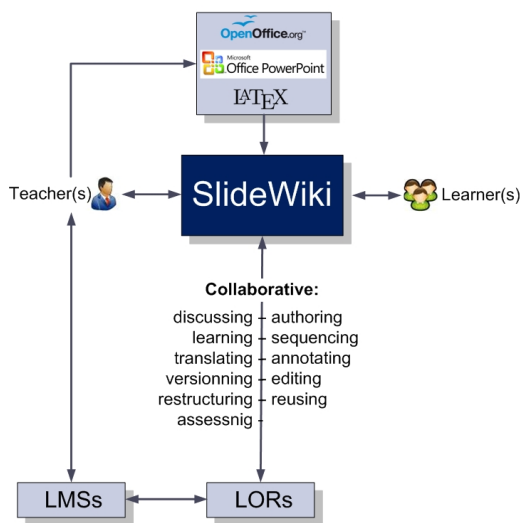 OpenOffice.org™
Microsoft
Office PowerPoint
LATEX
Teacher(s)
SlideWiki
Learner(s)
Collaborative:
discussing - authoring
learning - sequencing
translating - annotating
versionning - editing
restructuring - reusing
assessnig -
LMSs
LORs